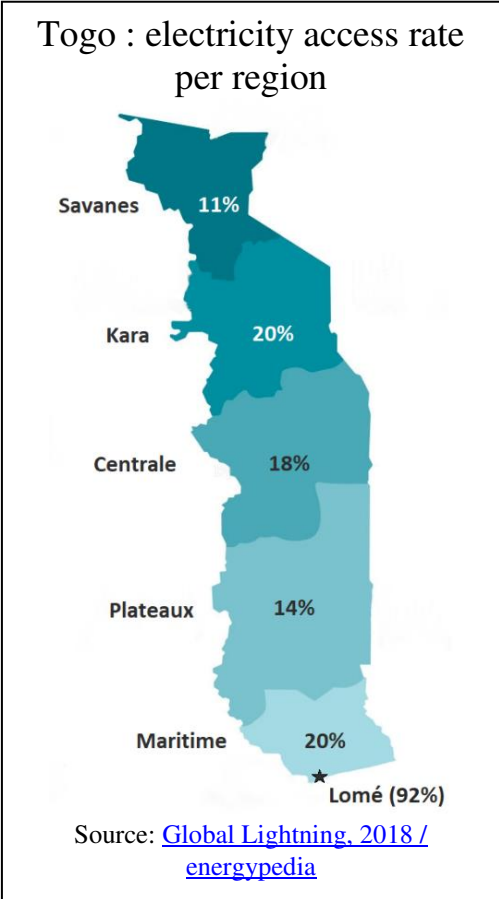 Togo : electricity access rate
per region
Savanes
11%
Kara
20%
Centrale
18%
Plateaux
14%
Maritime
20%
Lomé (92%)
Source: Global Lightning, 2018 /
energypedia